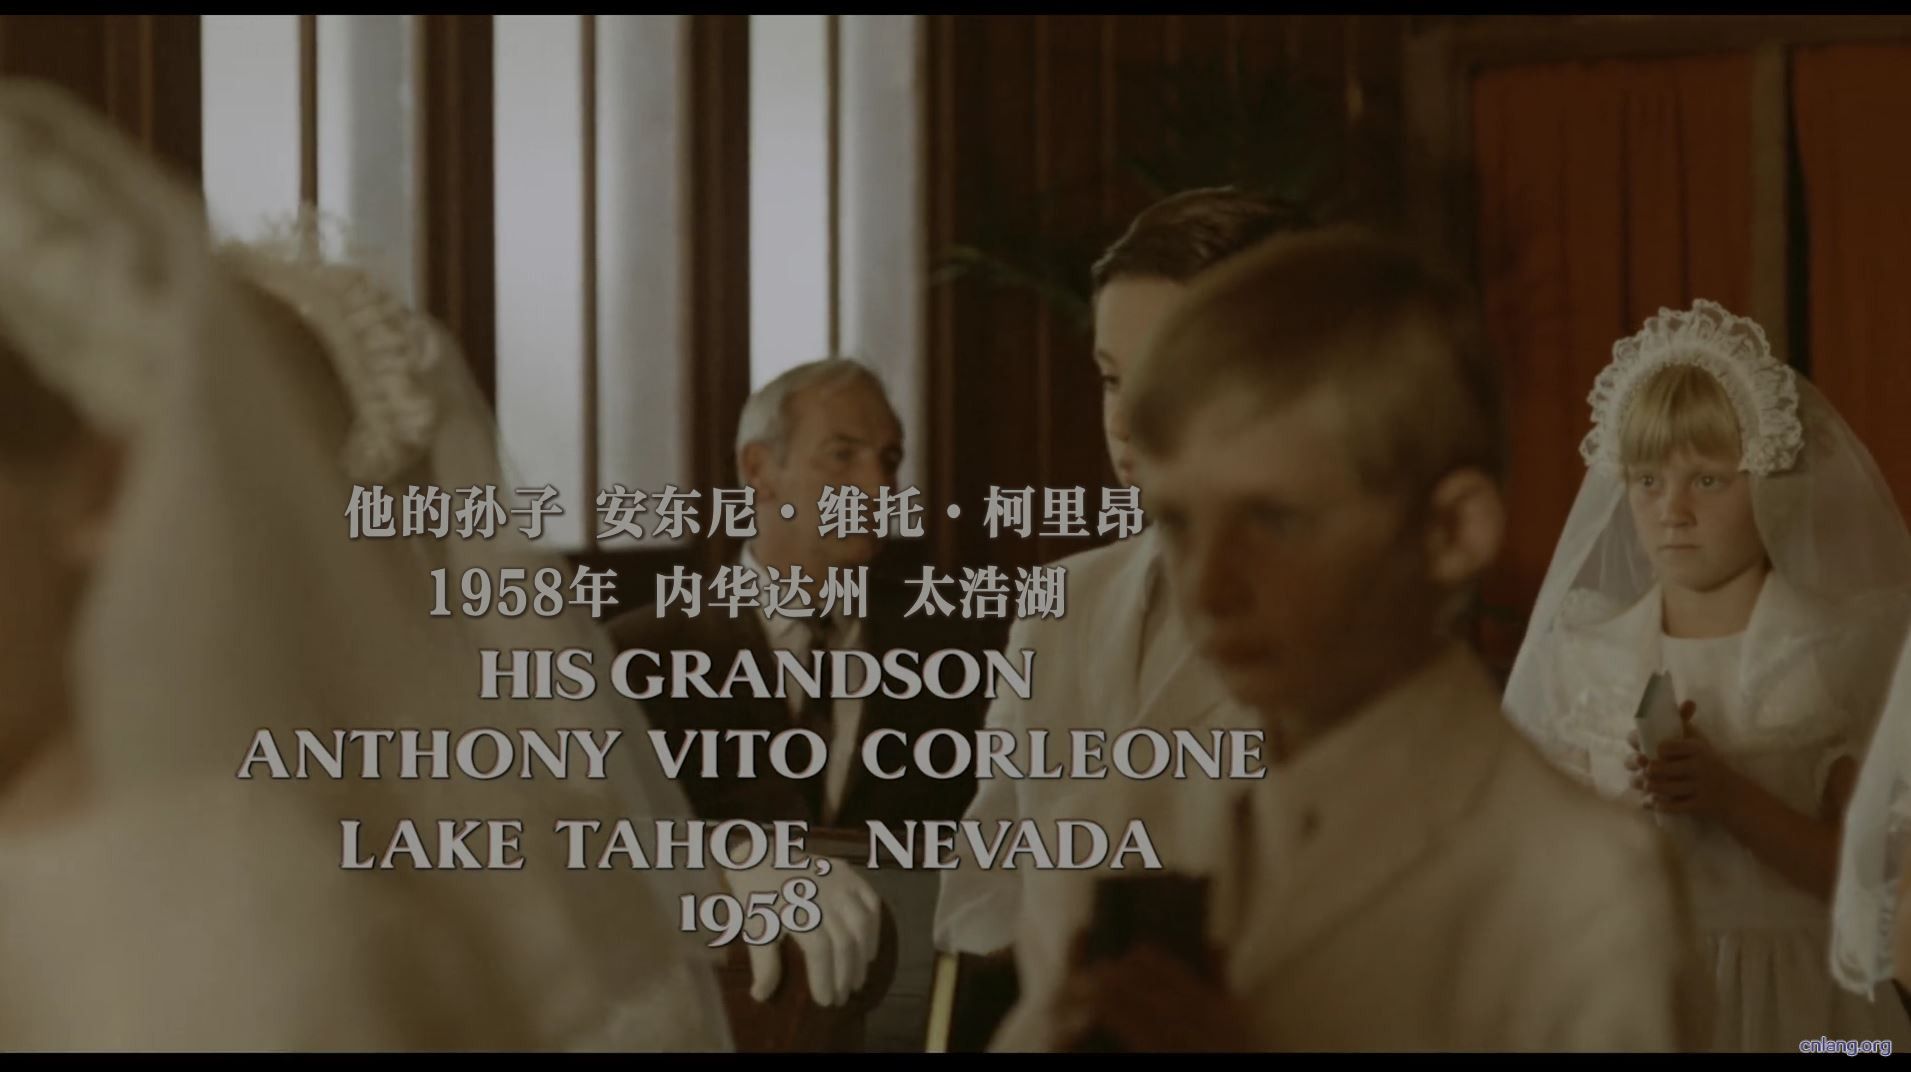 他的孙子 安东尼·维托·柯里昂
1958年 内华达州 太浩湖
HIS GRANDSON
ANTHONY VITO CORLEONE
LAKE TAHOE, NEVADA
1958
cnlang.org